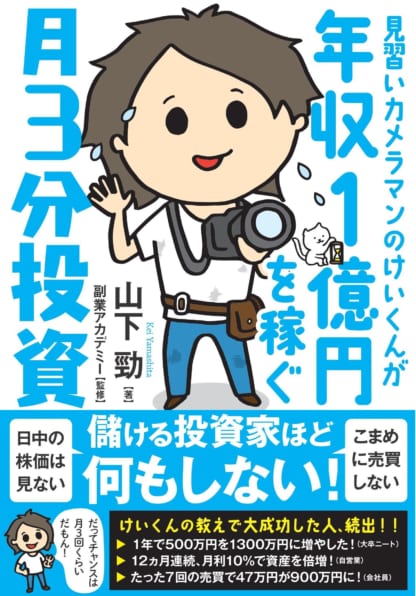 見習いカメラマンのけいくんが
年収1億円
を稼ぐ
月3分投資
山下 勁【著】
Kei Yamashita
副業アカデミー【監修】
日中の
株価は
見ない
儲ける投資家ほど
何もしない！
こまめ
に売買
しない
だってチャンスは
月3回くらい
だもん！
けいくんの教えで大成功した人、続出！！
▶ 1年で500万円を1300万円に増やした！（大卒ニート）
▶ 12ヵ月連続、月利10%で資産を倍増！（自営業）
▶ たった7回の売買で47万円が900万円に！（会社員）